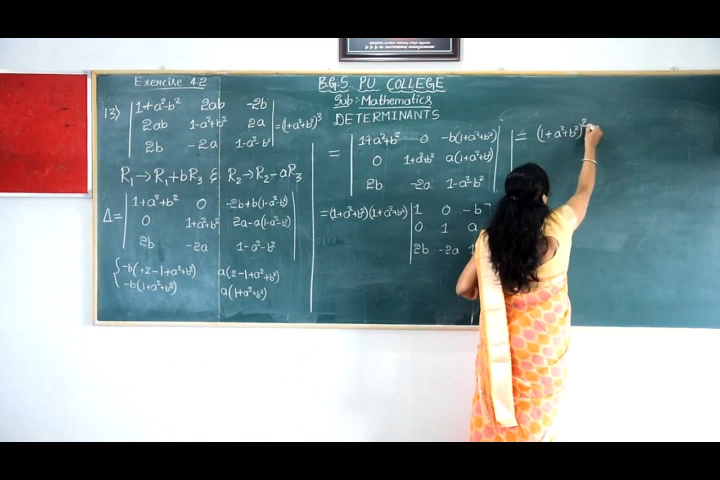 B.G.S PU COLLEGE
Sub:- Mathematics
DETERMINANTS
Exercise 4.2
13) | 1+a²-b² 2ab -2b |
| 2ab 1-a²+b² 2a | = (1+a²+b²)³
| 2b -2a 1-a²-b² |
R₁→R₁+bR₃ & R₂→R₂-aR₃
| 1+a²+b² 0 -2b+b(1-a²-b²) |
Δ= | 0 1+a²+b² 2a-a(1-a²-b²) |
| 2b -2a 1-a²-b² |
-b(+2-1+a²+b²) a(2-1+a²+b²)
-b(1+a²+b²) a(1+a²+b²)
| 1+a²+b² 0 -b(1+a²+b²) |
= | 0 1+a²+b² a(1+a²+b²) |
| 2b -2a 1-a²-b² |
=(1+a²+b²)(1+a²+b²) | 1 0 -b
| 0 1 a
| 2b -2a 1
= (1+a²+b²)²